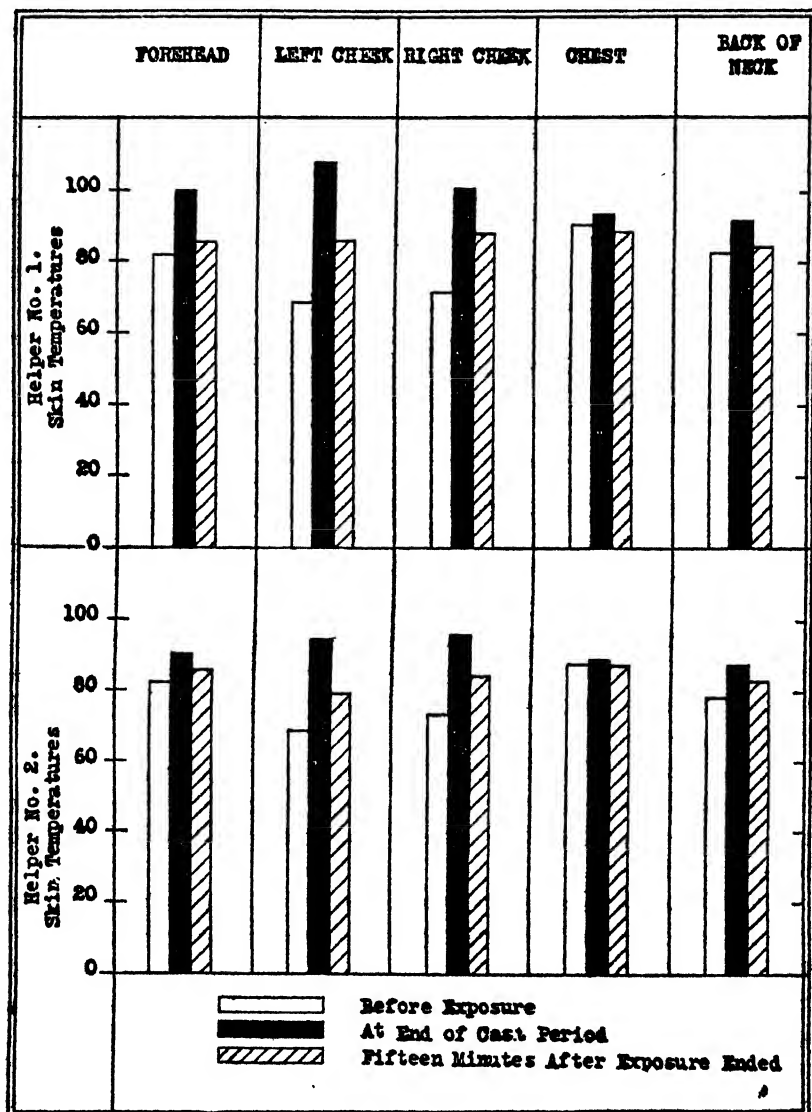 FOREHEAD
LEFT CHEEK
RIGHT CHEEK
CHEST
BACK OF
NECK
Helper No. 1.
Skin Temperatures
100
80
60
40
20
0
Helper No. 2.
Skin Temperatures
100
80
60
40
20
0
Before Exposure
At End of Cast Period
Fifteen Minutes After Exposure Ended